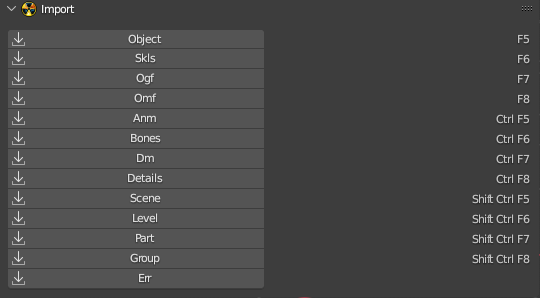 Import
Object F5
Skls F6
Ogf F7
Omf F8
Anm Ctrl F5
Bones Ctrl F6
Dm Ctrl F7
Details Ctrl F8
Scene Shift Ctrl F5
Level Shift Ctrl F6
Part Shift Ctrl F7
Group Shift Ctrl F8
Err